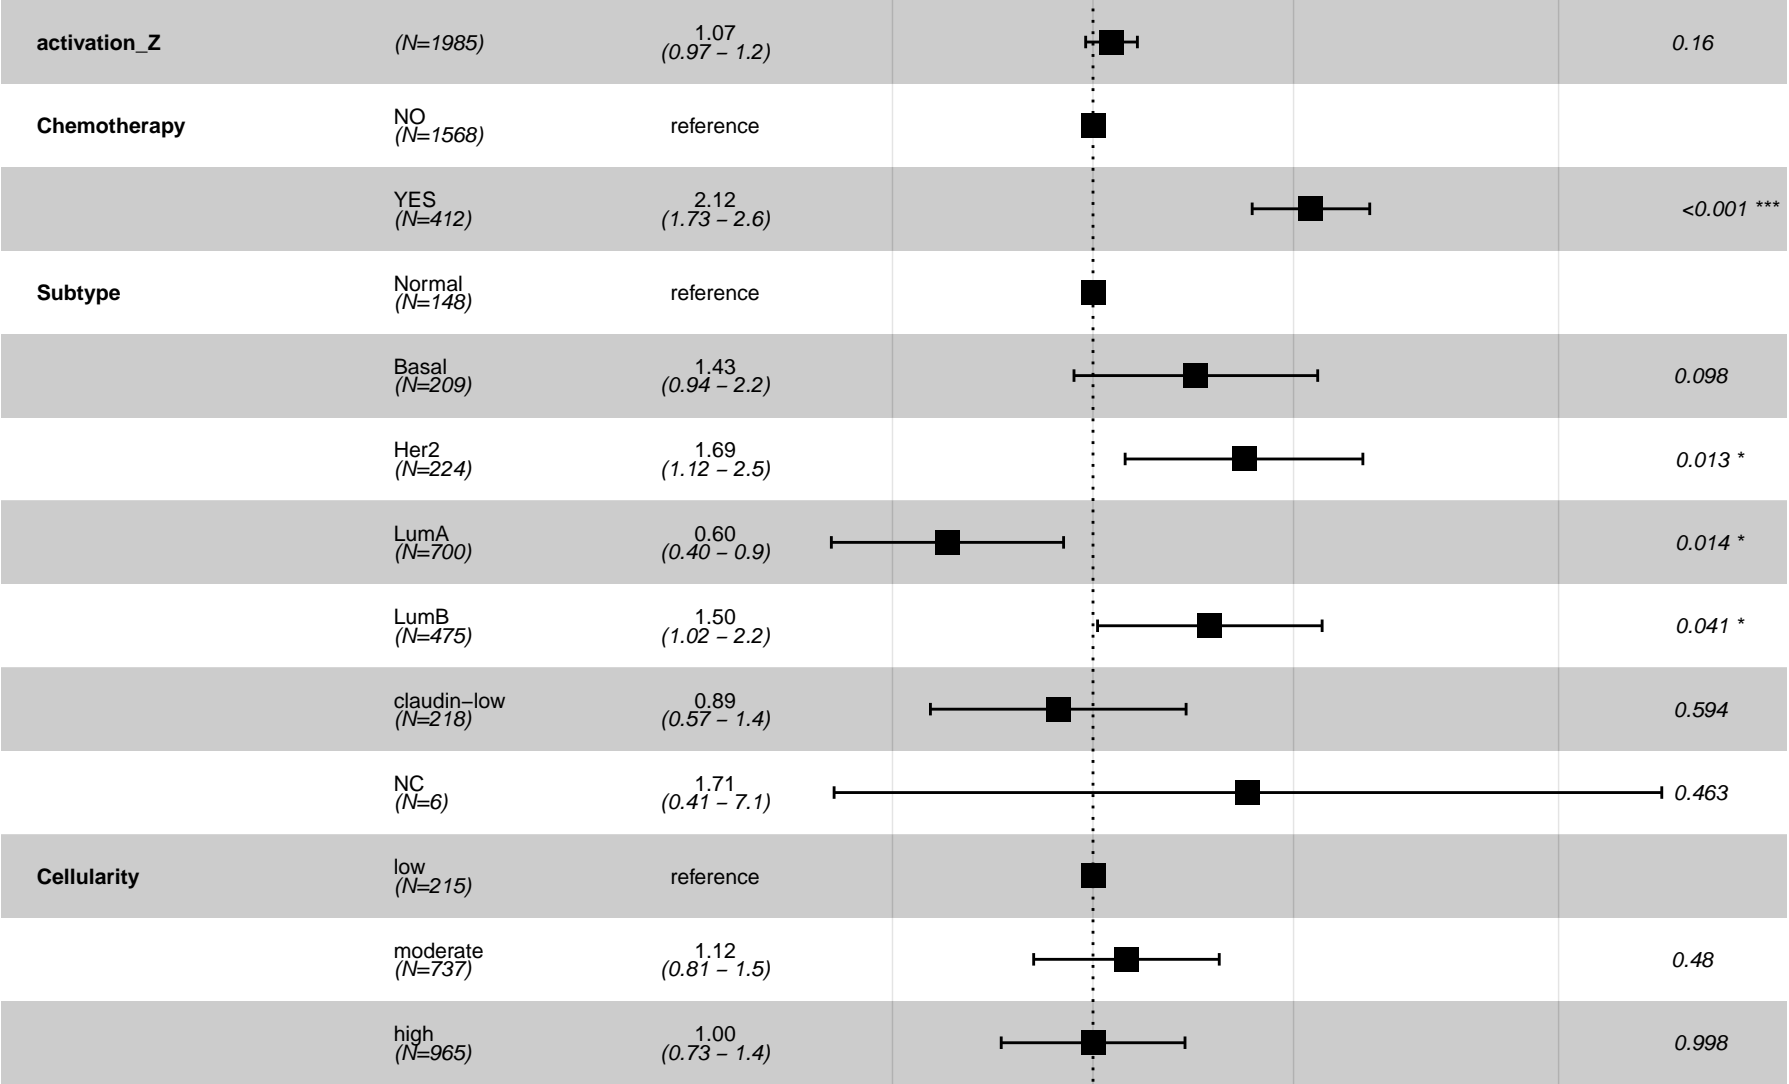 activation_Z (N=1985) 1.07 0.16
(0.97 – 1.2)
Chemotherapy NO reference
(N=1568)
YES 2.12 <0.001 ***
(N=412) (1.73 – 2.6)
Subtype Normal reference
(N=148)
Basal 1.43 0.098
(N=209) (0.94 – 2.2)
Her2 1.69 0.013 *
(N=224) (1.12 – 2.5)
LumA 0.60 0.014 *
(N=700) (0.40 – 0.9)
LumB 1.50 0.041 *
(N=475) (1.02 – 2.2)
claudin–low 0.89 0.594
(N=218) (0.57 – 1.4)
NC 1.71 0.463
(N=6) (0.41 – 7.1)
Cellularity low reference
(N=215)
moderate 1.12 0.48
(N=737) (0.81 – 1.5)
high 1.00 0.998
(N=965) (0.73 – 1.4)